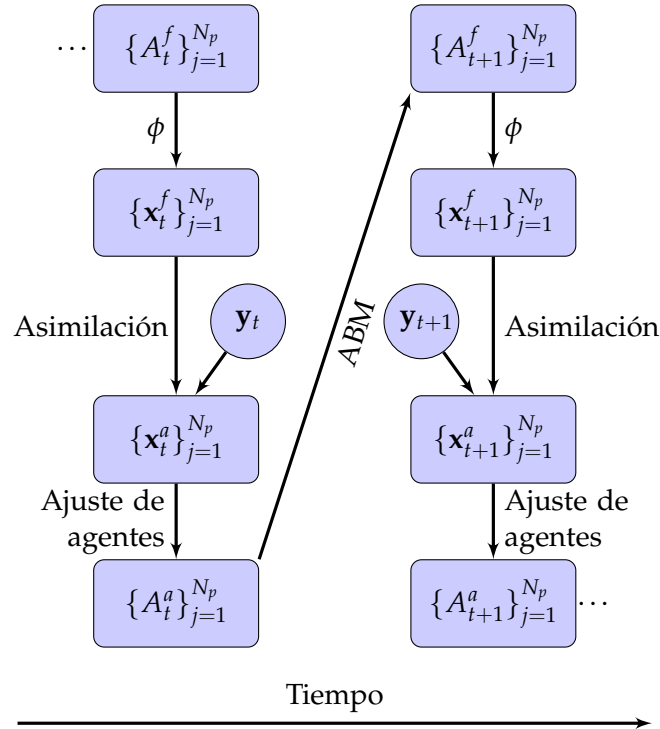 ⋯ {A_t^f}_{j=1}^{N_p}
ϕ
{x_t^f}_{j=1}^{N_p}
Asimilación
y_t
{x_t^a}_{j=1}^{N_p}
Ajuste de
agentes
{A_t^a}_{j=1}^{N_p}
ABM
{A_{t+1}^f}_{j=1}^{N_p}
ϕ
{x_{t+1}^f}_{j=1}^{N_p}
y_{t+1}
Asimilación
{x_{t+1}^a}_{j=1}^{N_p}
Ajuste de
agentes
{A_{t+1}^a}_{j=1}^{N_p} ⋯
Tiempo